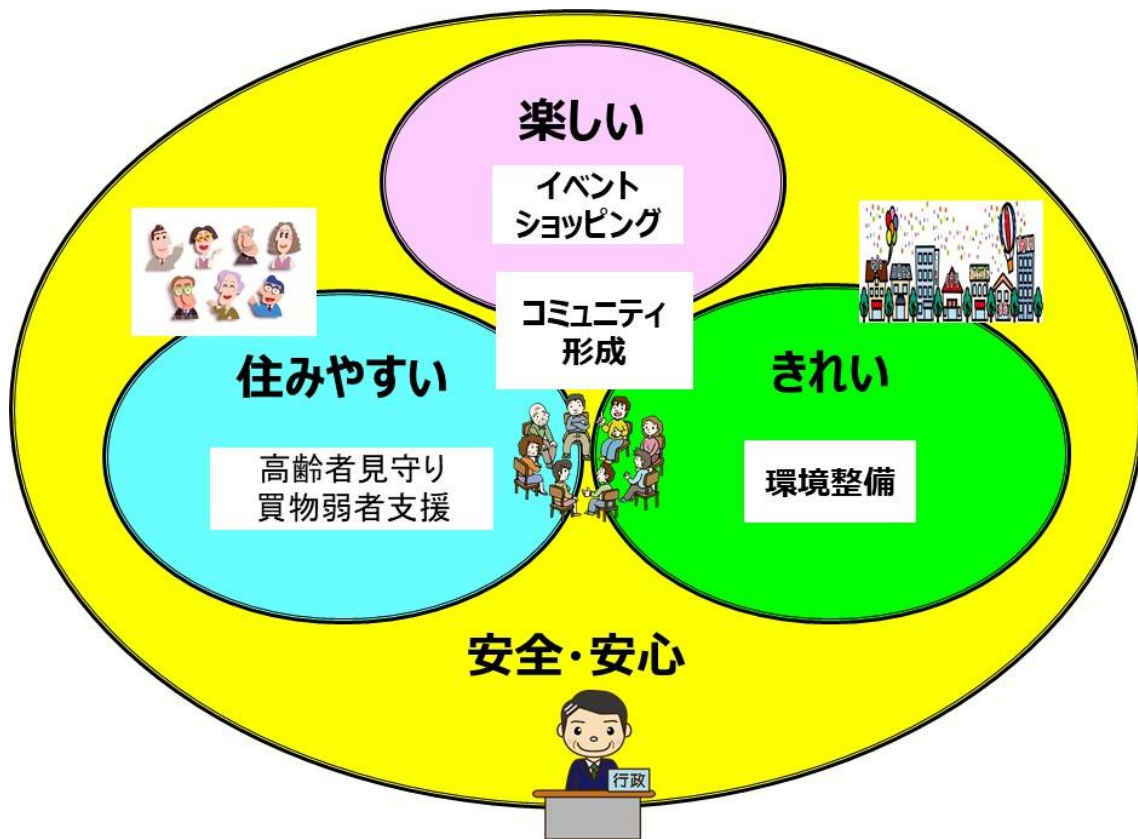 楽しい
イベント
ショッピング
コミュニティ
形成
住みやすい
高齢者見守り
買物弱者支援
きれい
環境整備
安全・安心
行政